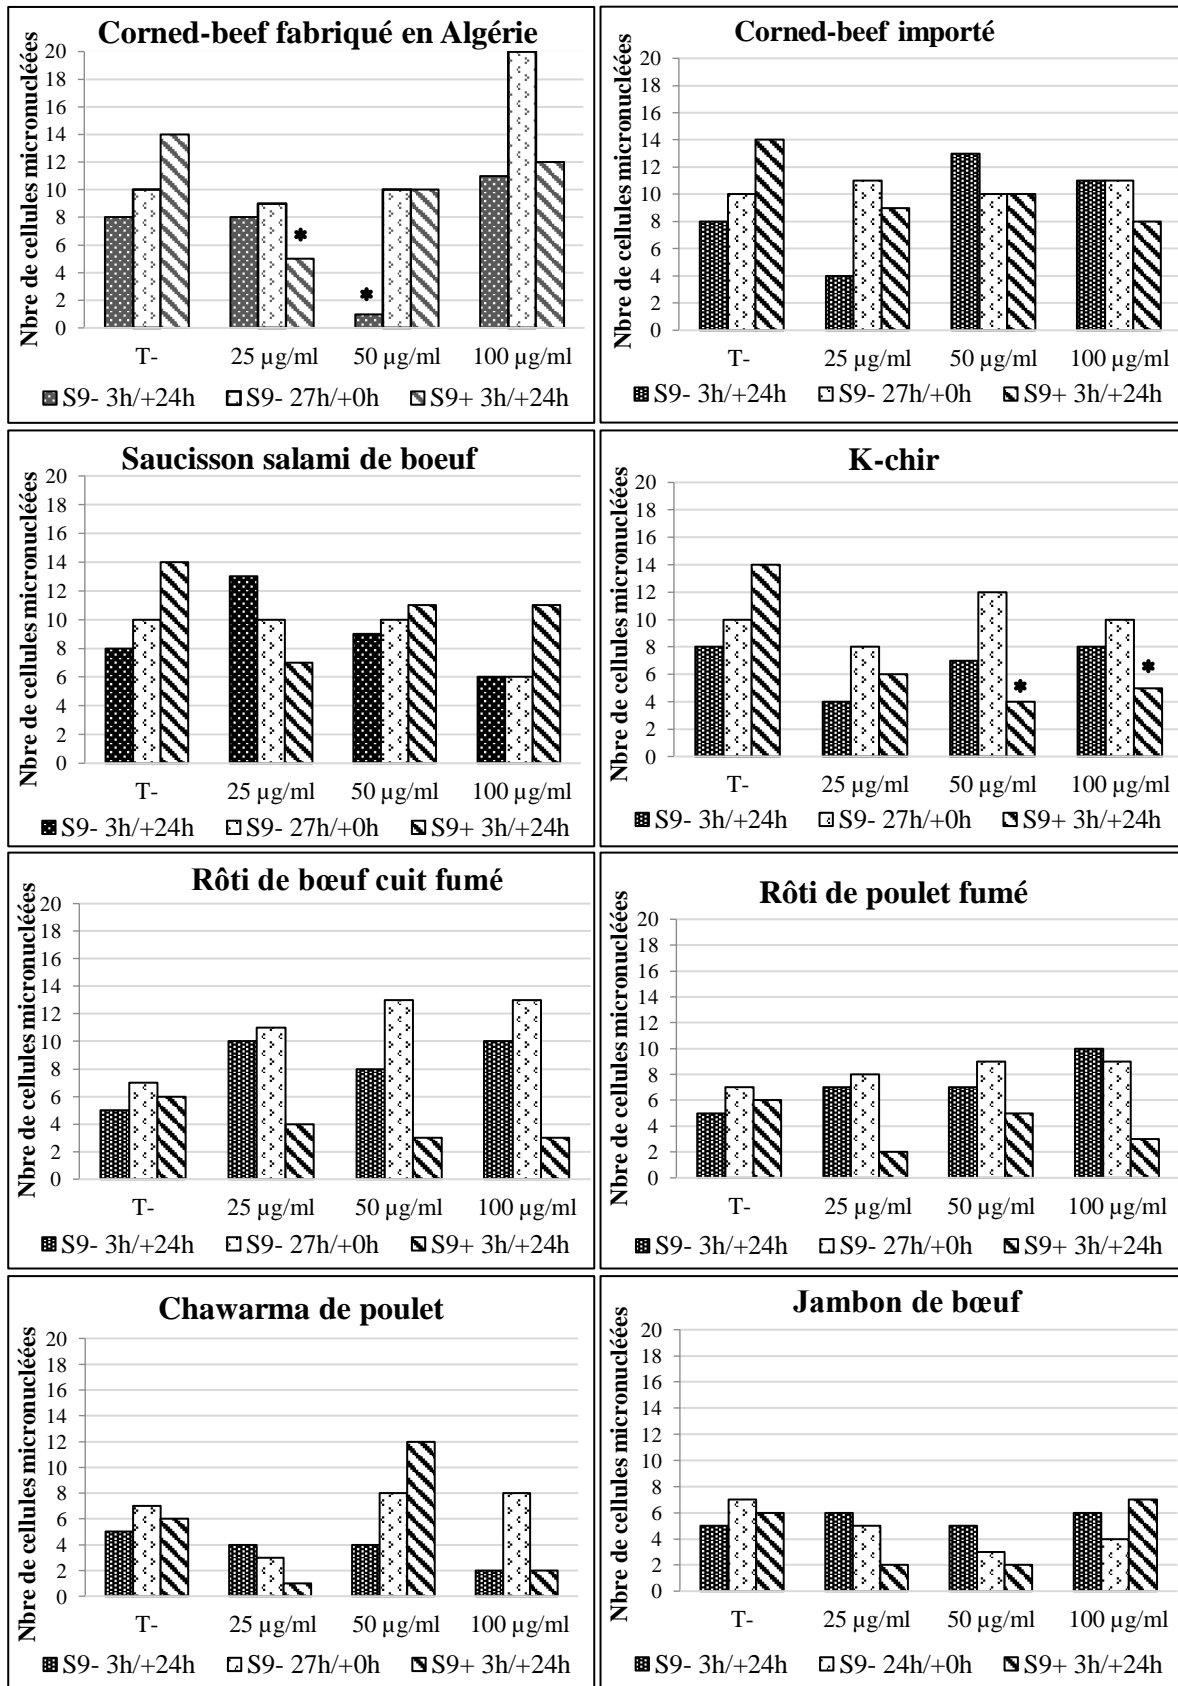 Corned-beef fabriqué en Algérie
Nbre de cellules micronucléées
20
18
16
14
12
10
8
6
4
2
0
*
*
T- 25 µg/ml 50 µg/ml 100 µg/ml
S9- 3h/+24h S9- 27h/+0h S9+ 3h/+24h
Corned-beef importé
Nbre de cellules micronucléées
20
18
16
14
12
10
8
6
4
2
0
T- 25 µg/ml 50 µg/ml 100 µg/ml
S9- 3h/+24h S9- 27h/+0h S9+ 3h/+24h
Saucisson salami de boeuf
Nbre de cellules micronucléées
20
18
16
14
12
10
8
6
4
2
0
T- 25 µg/ml 50 µg/ml 100 µg/ml
S9- 3h/+24h S9- 27h/+0h S9+ 3h/+24h
K-chir
Nbre de cellules micronucléées
20
18
16
14
12
10
8
6
4
2
0
*
*
T- 25 µg/ml 50 µg/ml 100 µg/ml
S9- 3h/+24h S9- 27h/+0h S9+ 3h/+24h
Rôti de bœuf cuit fumé
Nbre de cellules micronucléées
20
18
16
14
12
10
8
6
4
2
0
T- 25 µg/ml 50 µg/ml 100 µg/ml
S9- 3h/+24h S9- 27h/+0h S9+ 3h/+24h
Rôti de poulet fumé
Nbre de cellules micronucléées
20
18
16
14
12
10
8
6
4
2
0
T- 25 µg/ml 50 µg/ml 100 µg/ml
S9- 3h/+24h S9- 27h/+0h S9+ 3h/+24h
Chawarma de poulet
Nbre de cellules micronucléées
20
18
16
14
12
10
8
6
4
2
0
T- 25 µg/ml 50 µg/ml 100 µg/ml
S9- 3h/+24h S9- 27h/+0h S9+ 3h/+24h
Jambon de bœuf
Nbre de cellules micronucléées
20
18
16
14
12
10
8
6
4
2
0
T- 25 µg/ml 50 µg/ml 100 µg/ml
S9- 3h/+24h S9- 24h/+0h S9+ 3h/+24h